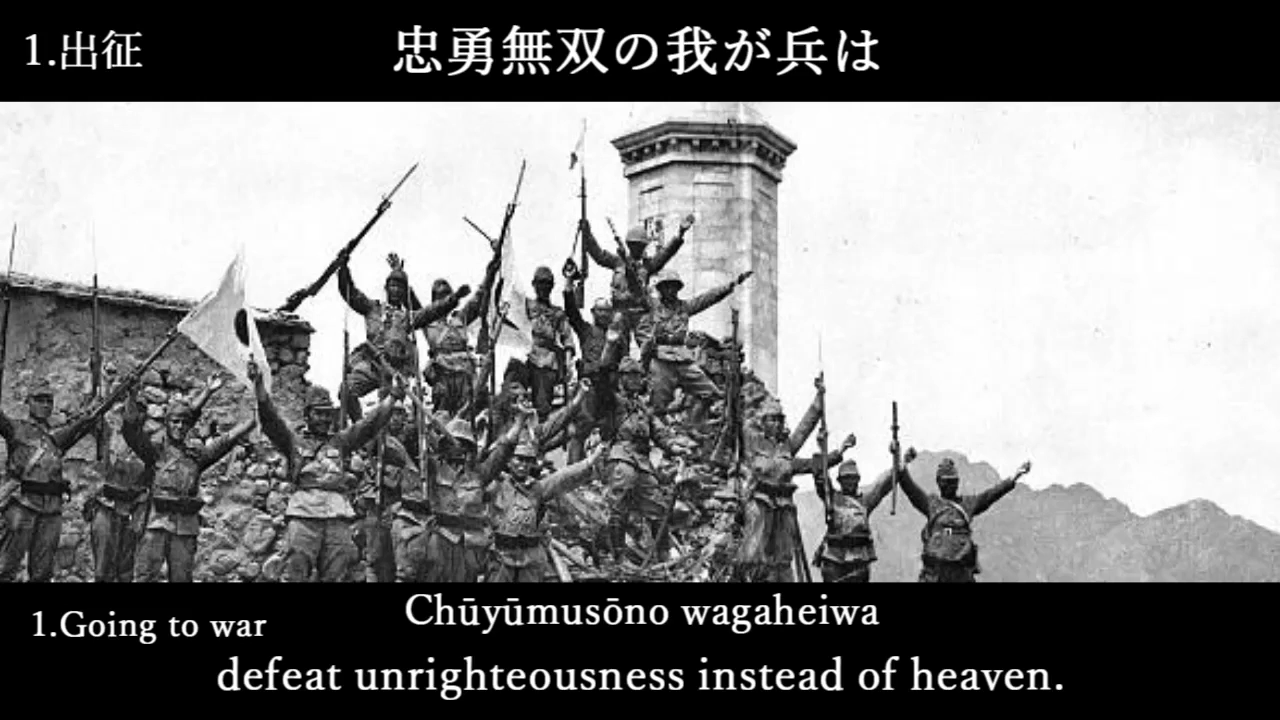 1.出征
忠勇無双の我が兵は
Chūyūmusōno wagaheiwa
1.Going to war
defeat unrighteousness instead of heaven.